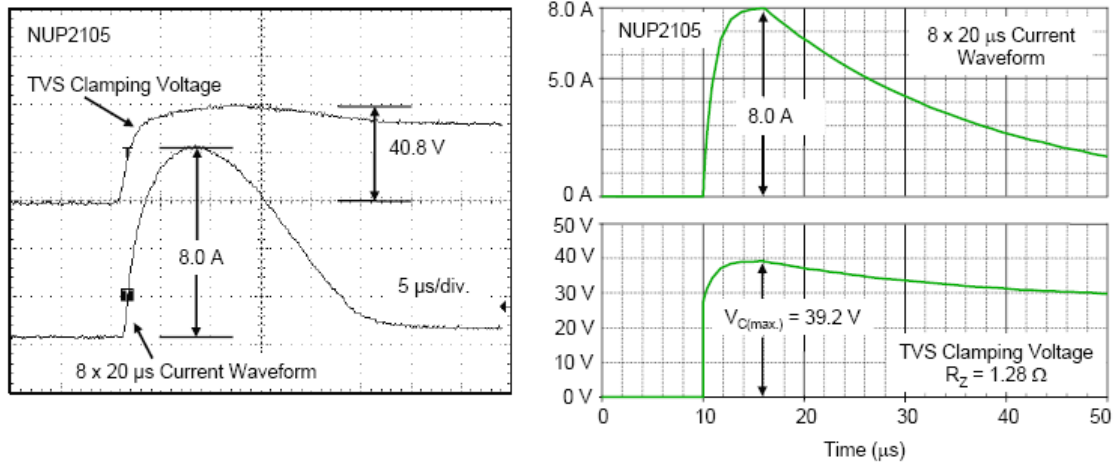 NUP2105
TVS Clamping Voltage
40.8 V
8.0 A
5 µs/div.
8 x 20 µs Current Waveform
8.0 A
5.0 A
0 A
NUP2105
8 x 20 µs Current
Waveform
8.0 A
50 V
40 V
30 V
20 V
10 V
0 V
VC(max.) = 39.2 V
TVS Clamping Voltage
RZ = 1.28 Ω
0
10
20
30
40
50
Time (µs)